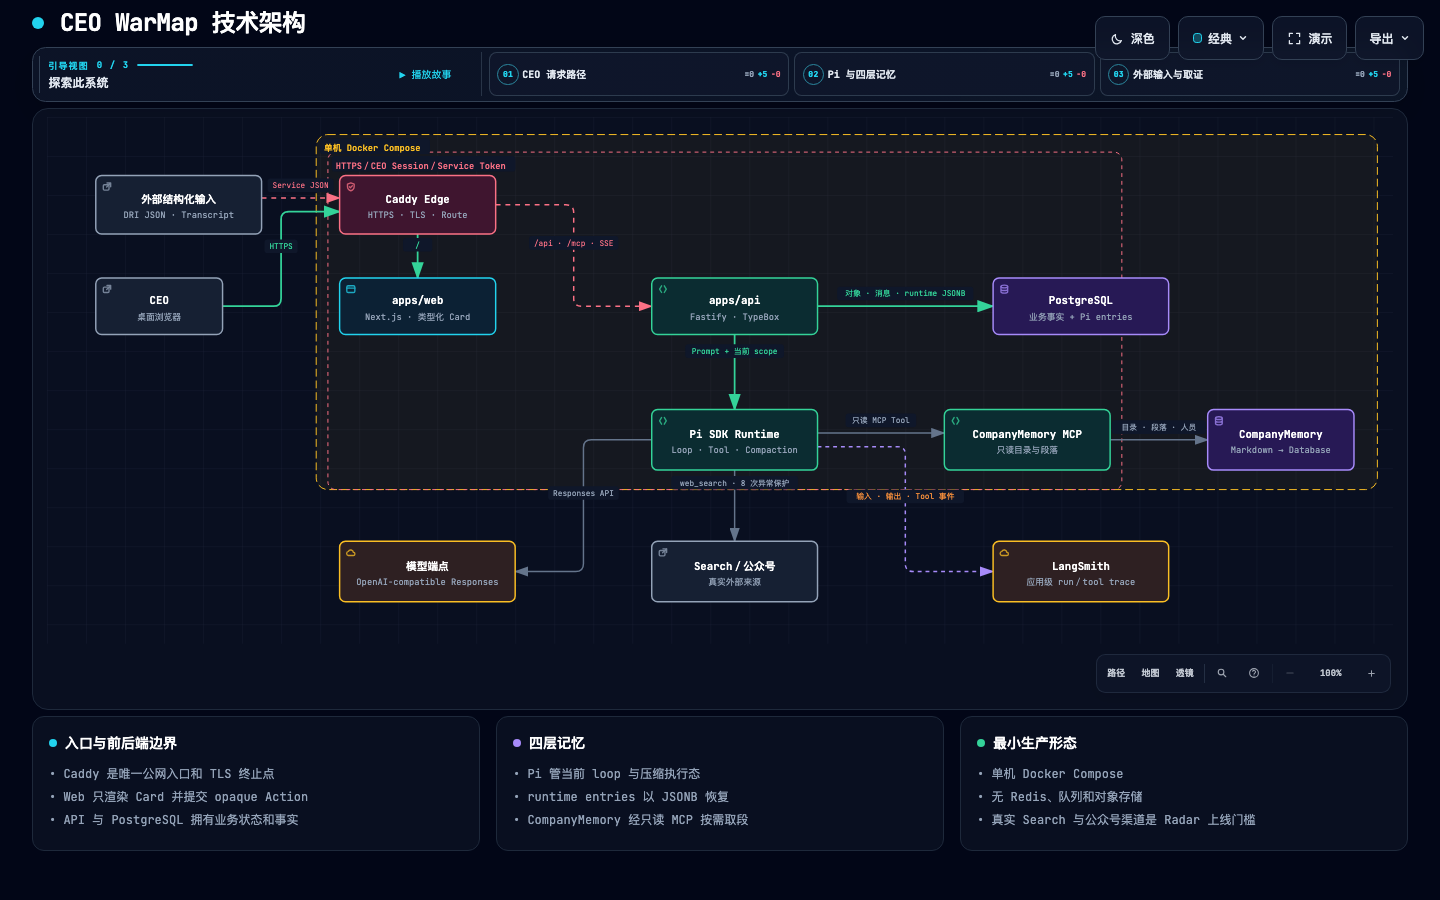 CEO WarMap 技术架构
深色
经典
演示
导出
引导视图 0 / 3
探索此系统
▶ 播放故事
01 CEO 请求路径 ≡0 +5 -0
02 Pi 与四层记忆 ≡0 +5 -0
03 外部输入与取证 ≡0 +5 -0
单机 Docker Compose
HTTPS / CEO Session / Service Token
外部结构化输入
DRI JSON · Transcript
Service JSON
Caddy Edge
HTTPS · TLS · Route
HTTPS
/
/api · /mcp · SSE
CEO
桌面浏览器
apps/web
Next.js · 类型化 Card
apps/api
Fastify · TypeBox
对象 · 消息 · runtime JSONB
PostgreSQL
业务事实 + Pi entries
Prompt + 当前 scope
Pi SDK Runtime
Loop · Tool · Compaction
只读 MCP Tool
CompanyMemory MCP
只读目录与段落
目录 · 段落 · 人员
CompanyMemory
Markdown → Database
web_search · 8 次异常保护
Responses API
输入 · 输出 · Tool 事件
模型端点
OpenAI-compatible Responses
Search / 公众号
真实外部来源
LangSmith
应用级 run / tool trace
路径
地图
透镜
−
100%
+
入口与前后端边界
• Caddy 是唯一公网入口和 TLS 终止点
• Web 只渲染 Card 并提交 opaque Action
• API 与 PostgreSQL 拥有业务状态和事实
四层记忆
• Pi 管当前 loop 与压缩执行态
• runtime entries 以 JSONB 恢复
• CompanyMemory 经只读 MCP 按需取段
最小生产形态
• 单机 Docker Compose
• 无 Redis、队列和对象存储
• 真实 Search 与公众号渠道是 Radar 上线门槛